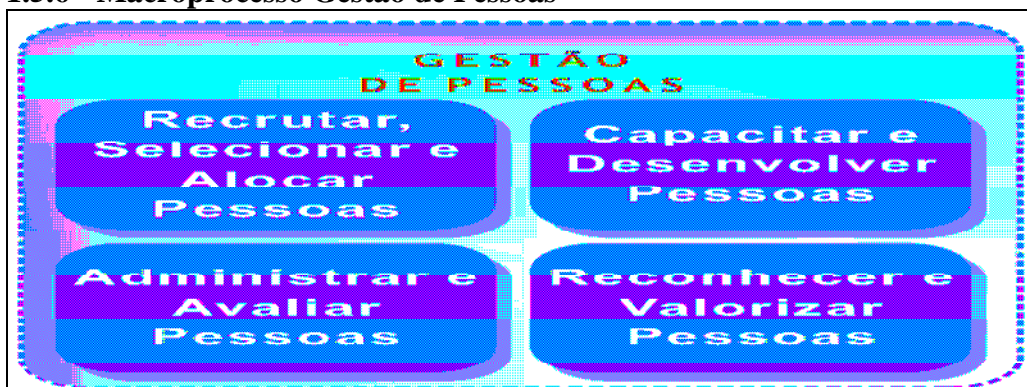 1.3.6 - Macroprocesso Gestão de Pessoas
GESTÃO
DE PESSOAS
Recrutar,
Selecionar e
Alocar
Pessoas
Capacitar e
Desenvolver
Pessoas
Administrar e
Avaliar
Pessoas
Reconhecer e
Valorizar
Pessoas